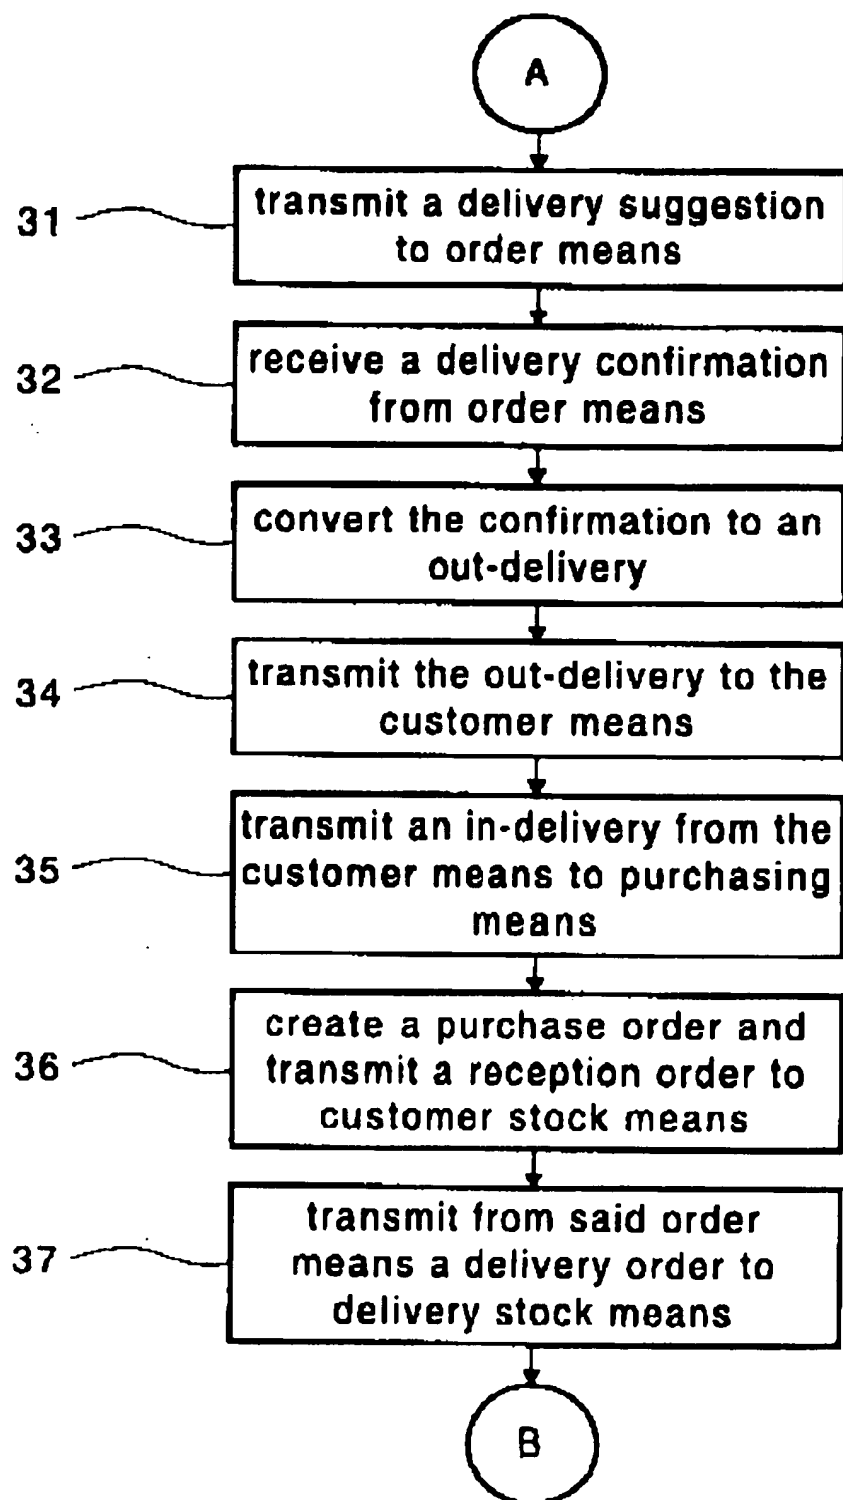 A
31
transmit a delivery suggestion
to order means
32
receive a delivery confirmation
from order means
33
convert the confirmation to an
out-delivery
34
transmit the out-delivery to the
customer means
35
transmit an in-delivery from the
customer means to purchasing
means
36
create a purchase order and
transmit a reception order to
customer stock means
37
transmit from said order
means a delivery order to
delivery stock means
B